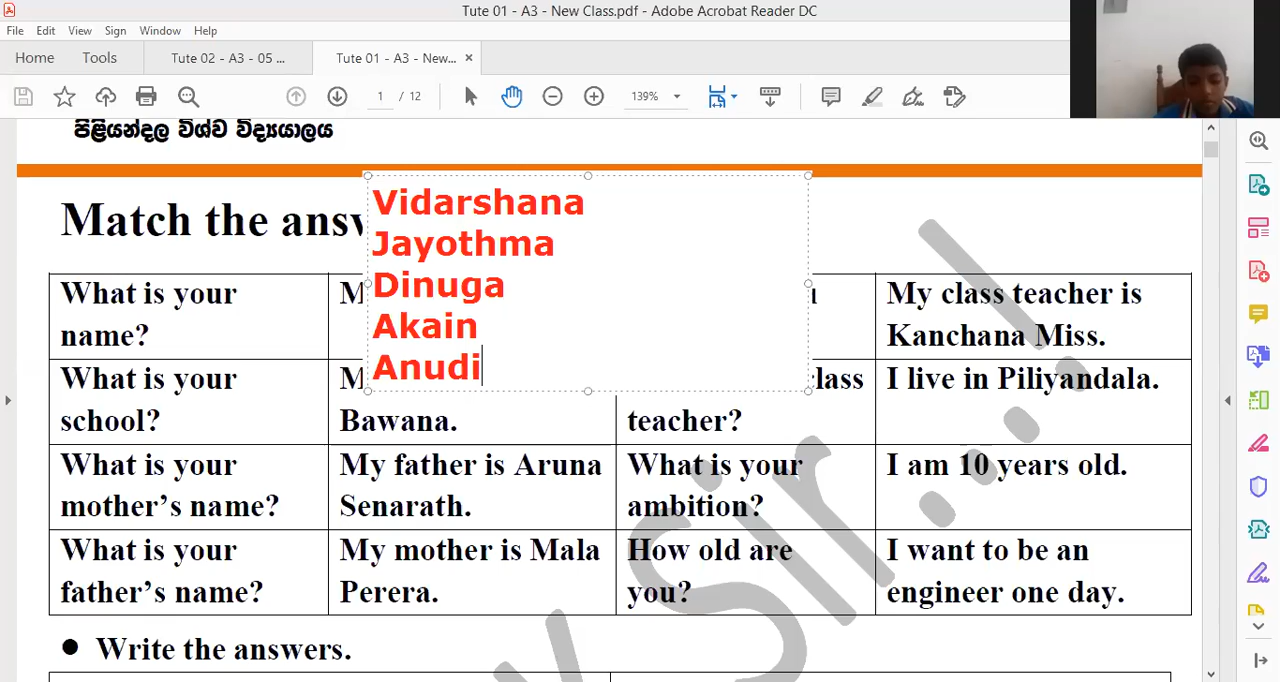 Tute 01 - A3 - New Class.pdf - Adobe Acrobat Reader DC
File Edit View Sign Window Help
Home Tools Tute 02 - A3 - 05 ... Tute 01 - A3 - New... ×
1 / 12 139%
පිළියන්දල විශ්ව විද්‍යාලය
Match the answ
Vidarshana
Jayothma
Dinuga
Akain
Anudi
What is your name?
My class teacher is Kanchana Miss.
What is your school?
Bawana.
class teacher?
I live in Piliyandala.
What is your mother's name?
My father is Aruna Senarath.
What is your ambition?
I am 10 years old.
What is your father's name?
My mother is Mala Perera.
How old are you?
I want to be an engineer one day.
• Write the answers.
Sir...!